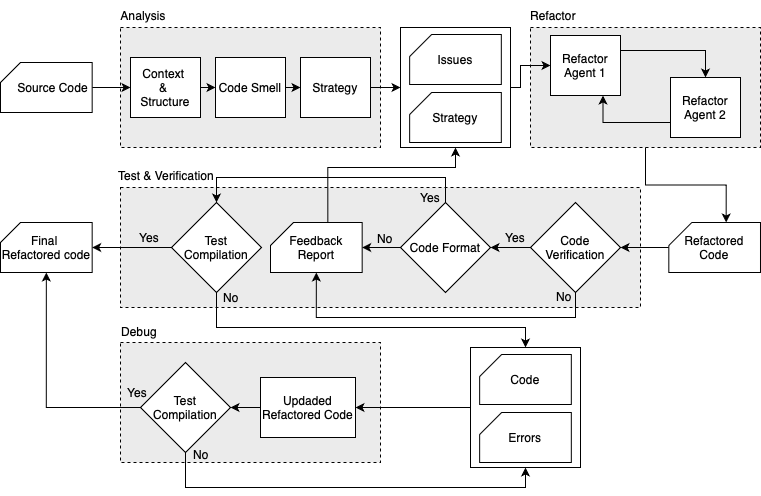 Analysis
Refactor
Source Code
Context
&
Structure
Code Smell
Strategy
Issues
Strategy
Refactor
Agent 1
Refactor
Agent 2
Test & Verification
Yes
Final
Refactored code
Yes
Test
Compilation
Feedback
Report
No
Code Format
Yes
Code
Verification
Refactored
Code
No
No
Debug
Yes
Test
Compilation
Updaded
Refactored Code
Code
Errors
No